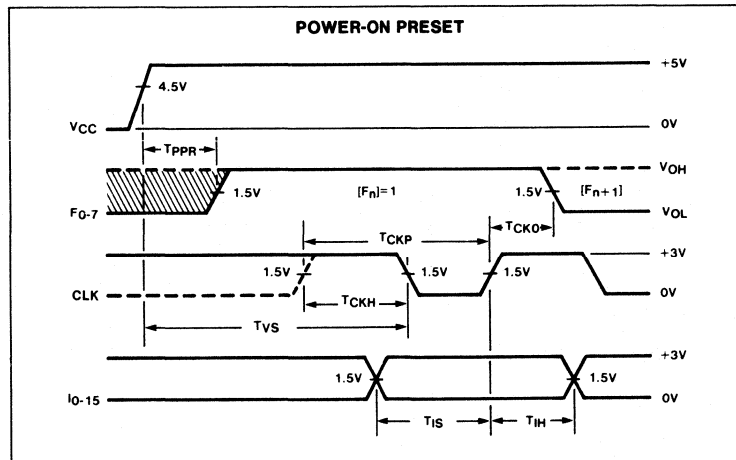 POWER-ON PRESET
+5V
4.5V
VCC
0V
TPPR
VOH
1.5V
[Fn]=1
1.5V
[Fn+1]
F0-7
TCKO
VOL
TCKP
+3V
1.5V
1.5V
1.5V
CLK
TCKH
0V
TVS
+3V
1.5V
1.5V
I0-15
0V
TIS
TIH